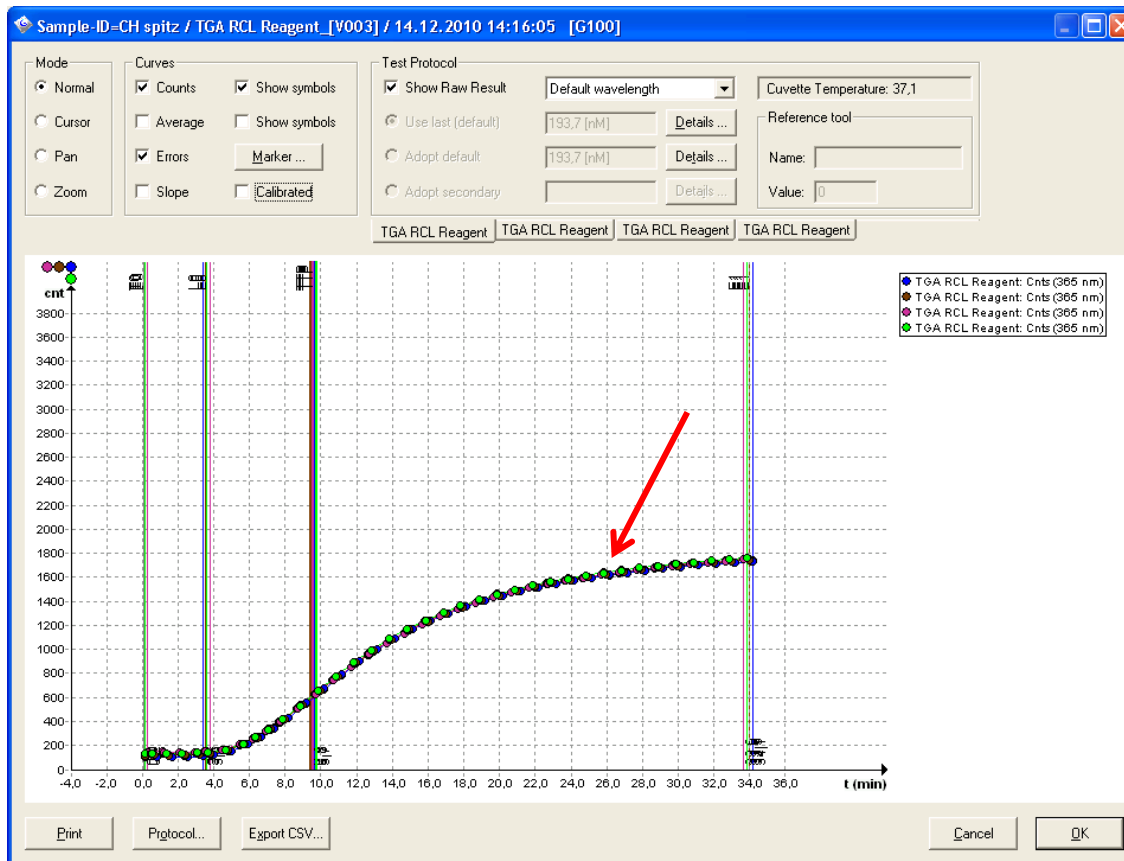 Sample-ID=CH spitz / TGA RCL Reagent_[V003] / 14.12.2010 14:16:05 [G100]
Mode
Normal
Cursor
Pan
Zoom
Curves
Counts
Show symbols
Average
Show symbols
Errors
Marker ...
Slope
Calibrated
Test Protocol
Show Raw Result
Default wavelength
Use last (default)
193,7 [nM]
Details ...
Adopt default
193,7 [nM]
Details ...
Adopt secondary
Details ...
Cuvette Temperature: 37,1
Reference tool
Name:
Value: 0
TGA RCL Reagent TGA RCL Reagent TGA RCL Reagent TGA RCL Reagent
cnt
3800
3600
3400
3200
3000
2800
2600
2400
2200
2000
1800
1600
1400
1200
1000
800
600
400
200
0
-4,0 -2,0 0,0 2,0 4,0 6,0 8,0 10,0 12,0 14,0 16,0 18,0 20,0 22,0 24,0 26,0 28,0 30,0 32,0 34,0 36,0
t (min)
TGA RCL Reagent: Cnts (365 nm)
TGA RCL Reagent: Cnts (365 nm)
TGA RCL Reagent: Cnts (365 nm)
TGA RCL Reagent: Cnts (365 nm)
Print
Protocol...
Export CSV...
Cancel
OK